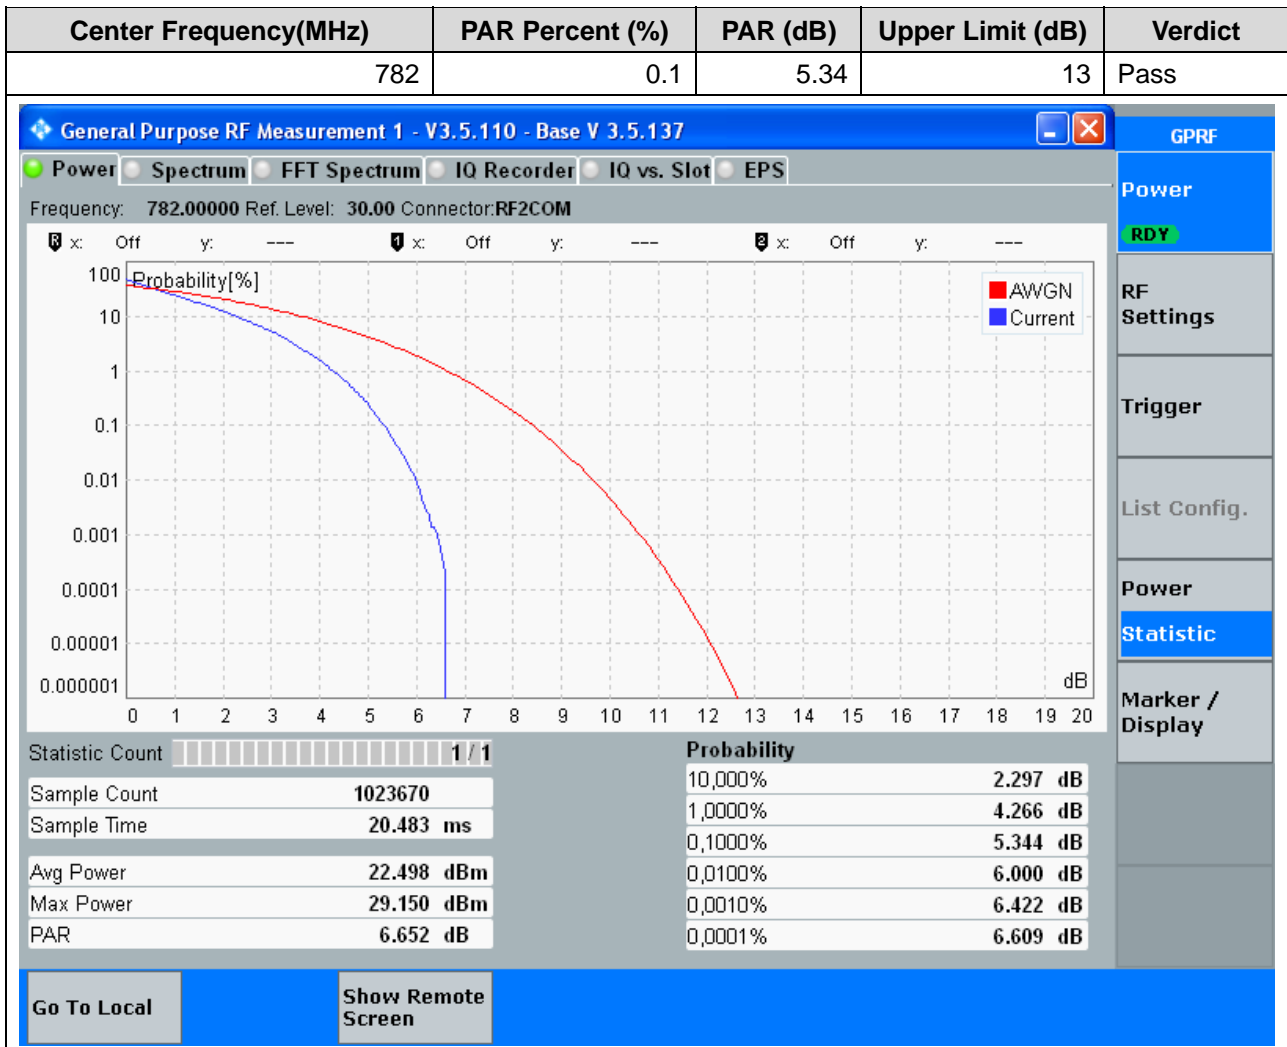 Center Frequency(MHz) PAR Percent (%) PAR (dB) Upper Limit (dB) Verdict
782 0.1 5.34 13 Pass
General Purpose RF Measurement 1 - V3.5.110 - Base V 3.5.137
GPRF
Power Spectrum FFT Spectrum IQ Recorder IQ vs. Slot EPS
Frequency: 782.00000 Ref. Level: 30.00 Connector:RF2COM
R x: Off y: --- 1 x: Off y: --- 2 x: Off y: ---
Probability[%]
AWGN
Current
100
10
1
0.1
0.01
0.001
0.0001
0.00001
0.000001
dB
0 1 2 3 4 5 6 7 8 9 10 11 12 13 14 15 16 17 18 19 20
Statistic Count 1 / 1
Sample Count 1023670
Sample Time 20.483 ms
Avg Power 22.498 dBm
Max Power 29.150 dBm
PAR 6.652 dB
Probability
10,000% 2.297 dB
1,0000% 4.266 dB
0,1000% 5.344 dB
0,0100% 6.000 dB
0,0010% 6.422 dB
0,0001% 6.609 dB
Power
RDY
RF
Settings
Trigger
List Config.
Power
Statistic
Marker /
Display
Go To Local
Show Remote
Screen